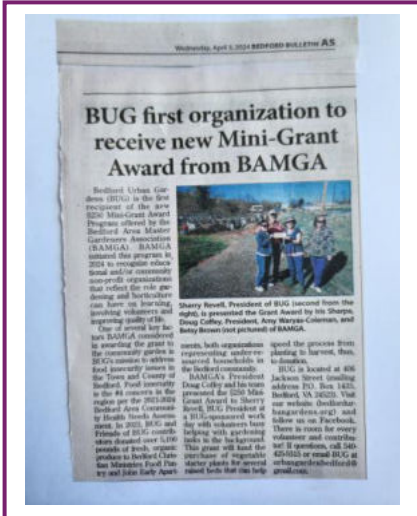 Wednesday, April 3, 2024 BEDFORD BULLETIN A5
BUG first organization to
receive new Mini-Grant
Award from BAMGA
Bedford Urban Gar-
dens (BUG) is the first
recipient of the new
$250 Mini-Grant Award
Program offered by the
Bedford Area Master
Gardeners Association
(BAMGA). BAMGA
initiated this program in
2024 to recognize educa-
tional and/or community
non-profit organizations
that reflect the role gar-
dening and horticulture
can have on learning,
involving volunteers and
improving quality of life.
One of several key fac-
tors BAMGA considered
in awarding the grant to
the community garden is
BUG's mission to address
food insecurity issues in
the Town and County of
Bedford. Food insecurity
is the #4 concern in the
region per the 2021-2024
Bedford Area Communi-
ty Health Needs Assess-
ment. In 2023, BUG and
Friends of BUG contrib-
utors donated over 5,100
pounds of fresh, organic
produce to Bedford Chris-
tian Ministries Food Pan-
try and John Early Apart-
Sherry Revell, President of BUG (second from the
right), is presented the Grant Award by Iris Sharpe,
Doug Coffey, President, Amy Waryas-Coleman, and
Betsy Brown (not pictured) of BAMGA.
ments, both organizations
representing under-re-
sourced households in
the Bedford community.
BAMGA's President
Doug Coffey and his team
presented the $250 Mini-
Grant Award to Sherry
Revell, BUG President at
a BUG-sponsored work
day with volunteers busy
helping with gardening
tasks in the background.
This grant will fund the
purchase of vegetable
starter plants for several
raised beds that can help
speed the process from
planting to harvest, then,
to donation.
BUG is located at 408
Jackson Street (mailing
address P.O. Box 1435,
Bedford, VA 24523). Visit
our website (bedfordur-
bangardens.org) and
follow us on Facebook.
There is room for every
volunteer and contribu-
tor! If questions, call 540-
or email BUG at
urbangardenbedford@
gmail.com.